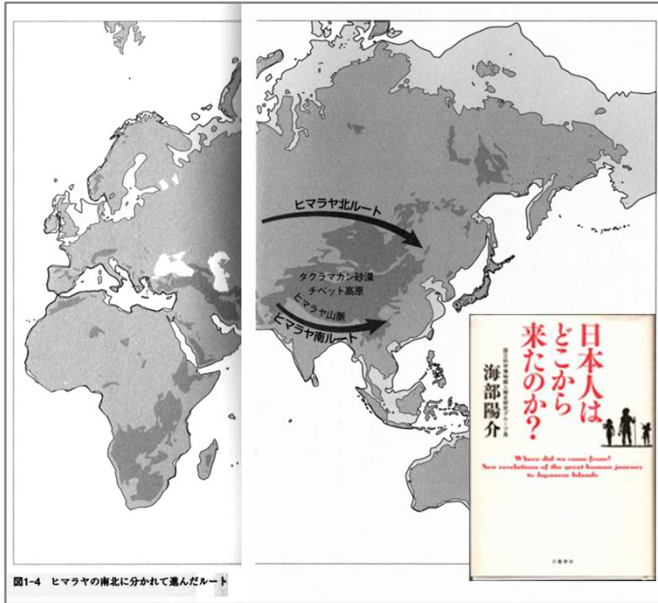 ヒマラヤ北ルート
タクラマカン砂漠
チベット高原
ヒマラヤ山脈
ヒマラヤ南ルート
図1-4 ヒマラヤの南北に分かれて進んだルート
日本人は
どこから
来たのか?
海部陽介
Where did we come from?
New revelations of the great human journey
to Japanese Islands
文藝春秋